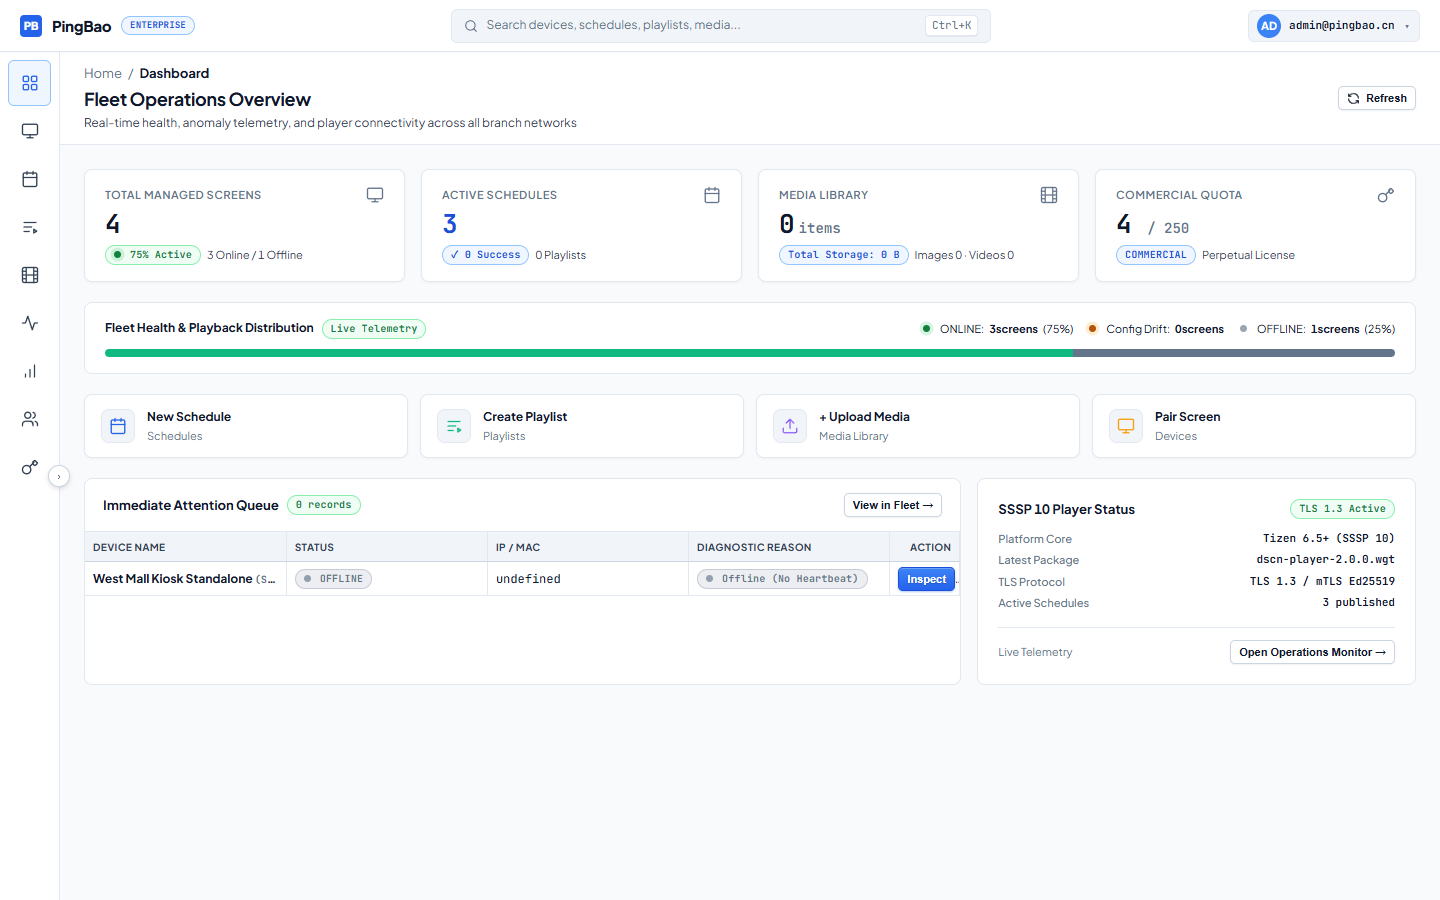 PB PingBao ENTERPRISE
Search devices, schedules, playlists, media... Ctrl+K
AD admin@pingbao.cn
Home / Dashboard
Fleet Operations Overview
Real-time health, anomaly telemetry, and player connectivity across all branch networks
Refresh
TOTAL MANAGED SCREENS
4
75% Active 3 Online / 1 Offline
ACTIVE SCHEDULES
3
✓ 0 Success 0 Playlists
MEDIA LIBRARY
0 items
Total Storage: 0 B Images 0 · Videos 0
COMMERCIAL QUOTA
4 / 250
COMMERCIAL Perpetual License
Fleet Health & Playback Distribution Live Telemetry
ONLINE: 3screens (75%) Config Drift: 0screens OFFLINE: 1screens (25%)
New Schedule
Schedules
Create Playlist
Playlists
+ Upload Media
Media Library
Pair Screen
Devices
›
Immediate Attention Queue 0 records
View in Fleet →
DEVICE NAME STATUS IP / MAC DIAGNOSTIC REASON ACTION
West Mall Kiosk Standalone (S... OFFLINE undefined Offline (No Heartbeat) Inspect
SSSP 10 Player Status TLS 1.3 Active
Platform Core Tizen 6.5+ (SSSP 10)
Latest Package dscn-player-2.0.0.wgt
TLS Protocol TLS 1.3 / mTLS Ed25519
Active Schedules 3 published
Live Telemetry Open Operations Monitor →